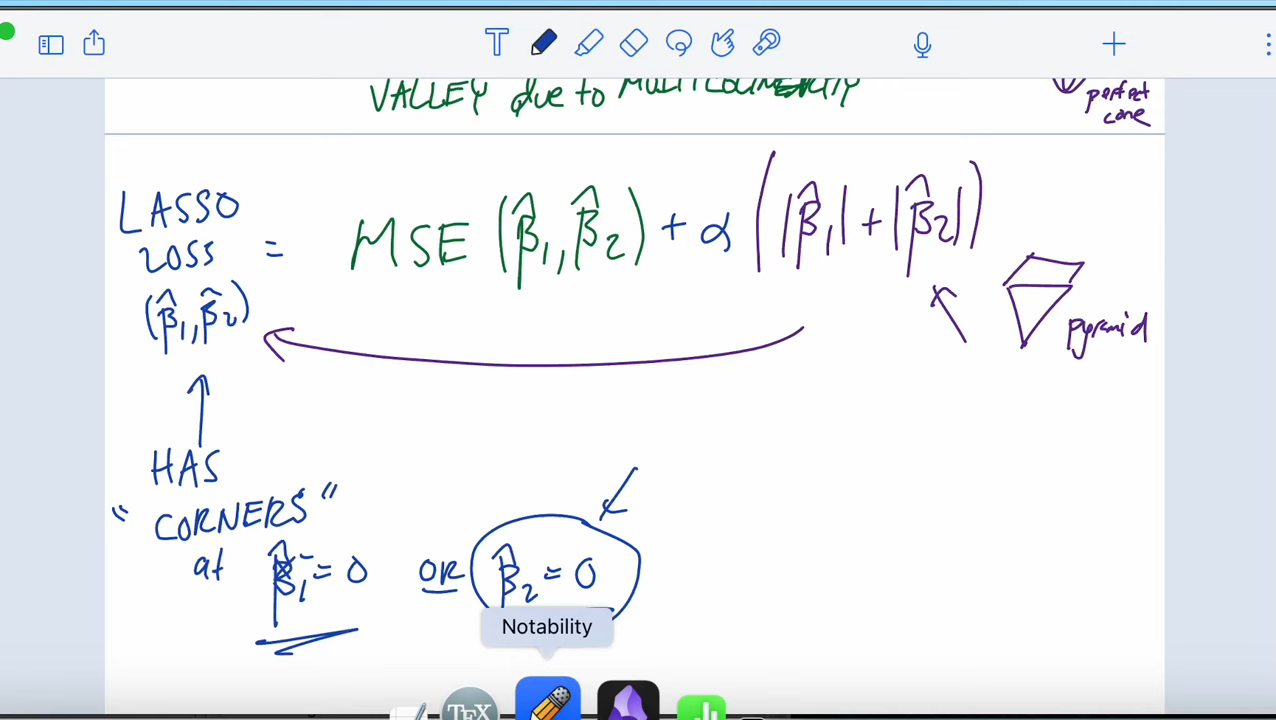 VALLEY due to MULTICOLINEARITY
perfect
cone
LASSO
LOSS = MSE (β̂₁, β̂₂) + α (|β̂₁| + |β̂₂|)
(β̂₁, β̂₂)
pyramid
HAS
"CORNERS"
at β̂₁ = 0 OR β̂₂ = 0
Notability
TEX